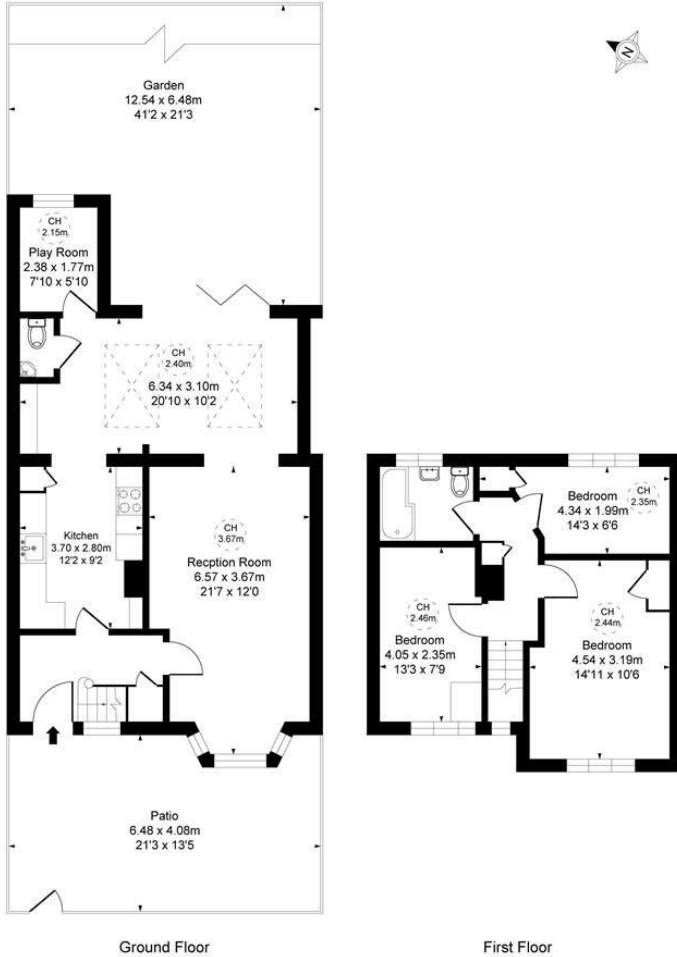 N
Garden
12.54 x 6.48m
41'2 x 21'3
CH
2.15m
Play Room
2.38 x 1.77m
7'10 x 5'10
CH
2.40m
6.34 x 3.10m
20'10 x 10'2
Kitchen
3.70 x 2.80m
12'2 x 9'2
CH
3.67m
Recption Room
6.57 x 3.67m
21'7 x 12'0
Patio
6.48 x 4.08m
21'3 x 13'5
Ground Floor
Bedroom
4.34 x 1.99m
14'3 x 6'6
CH
2.35m
CH
2.46m
Bedroom
4.05 x 2.35m
13'3 x 7'9
CH
2.44m
Bedroom
4.54 x 3.19m
14'11 x 10'6
First Floor